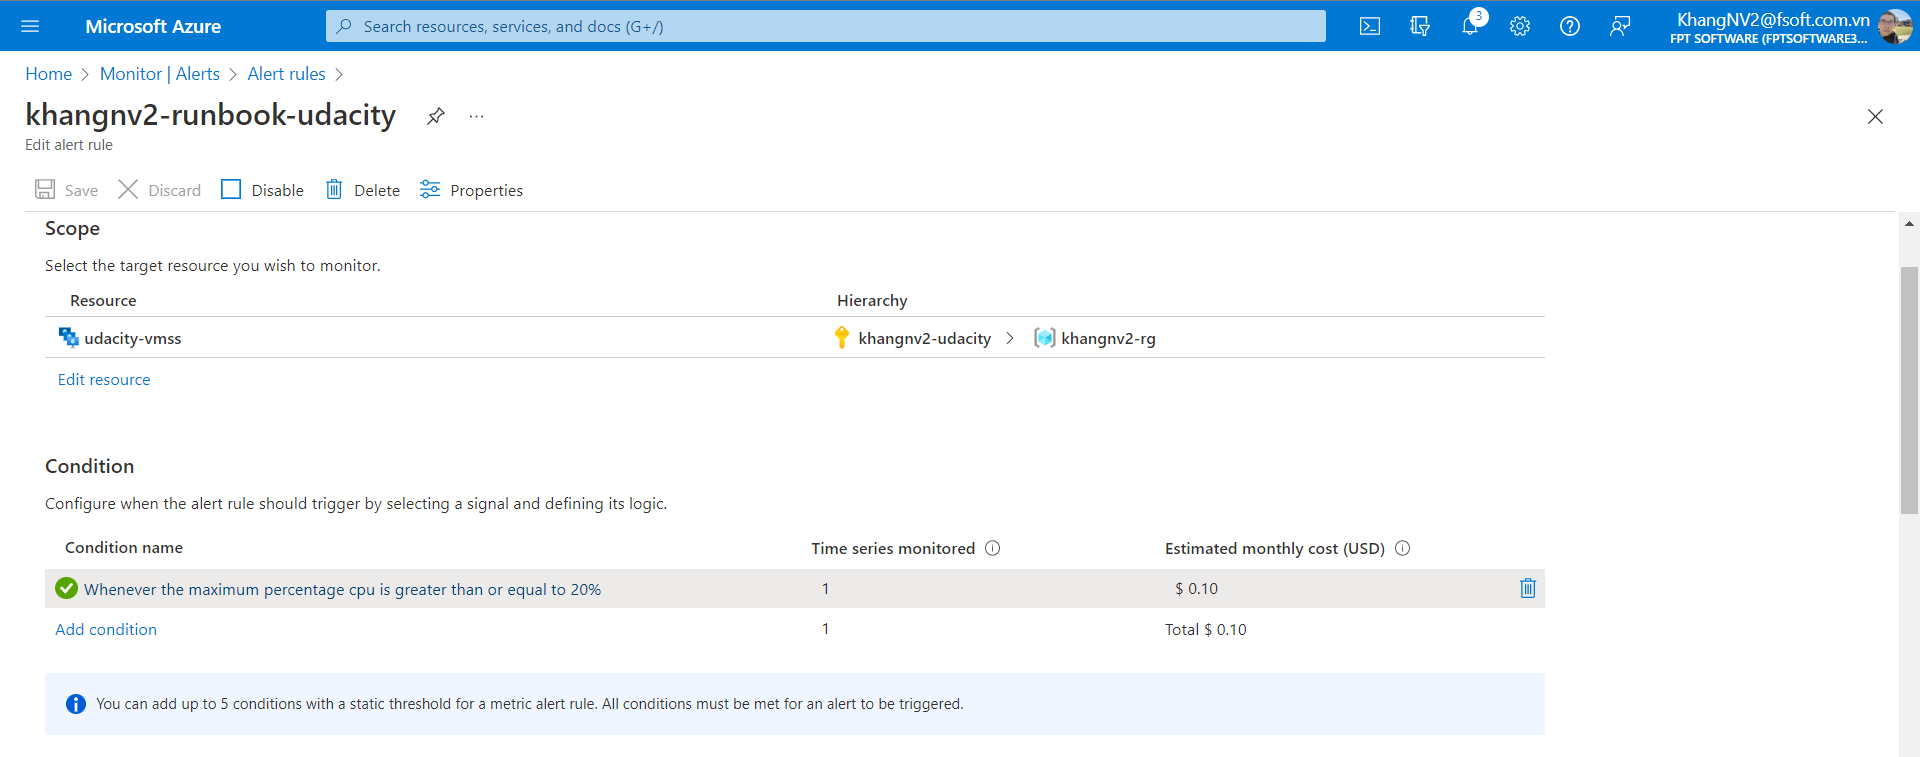 Microsoft Azure
Search resources, services, and docs (G+/)
3
KhangNV2@fsoft.com.vn
FPT SOFTWARE (FPTSOFTWARE3...
Home > Monitor | Alerts > Alert rules >
khangnv2-runbook-udacity ...
Edit alert rule
Save Discard Disable Delete Properties
Scope
Select the target resource you wish to monitor.
Resource Hierarchy
udacity-vmss khangnv2-udacity > khangnv2-rg
Edit resource
Condition
Configure when the alert rule should trigger by selecting a signal and defining its logic.
Condition name Time series monitored Estimated monthly cost (USD)
Whenever the maximum percentage cpu is greater than or equal to 20% 1 $ 0.10
Add condition 1 Total $ 0.10
You can add up to 5 conditions with a static threshold for a metric alert rule. All conditions must be met for an alert to be triggered.